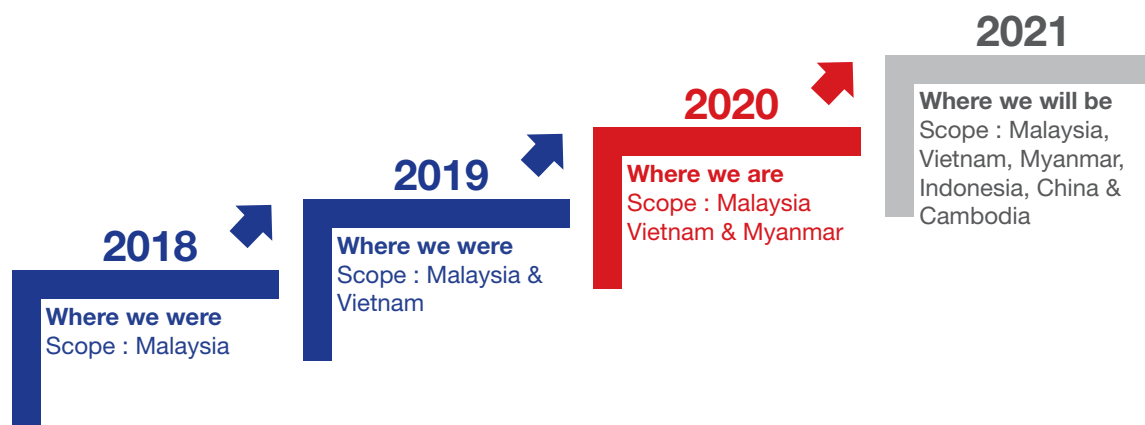 2018
Where we were
Scope : Malaysia
2019
Where we were
Scope : Malaysia &
Vietnam
2020
Where we are
Scope : Malaysia
Vietnam & Myanmar
2021
Where we will be
Scope : Malaysia,
Vietnam, Myanmar,
Indonesia, China &
Cambodia